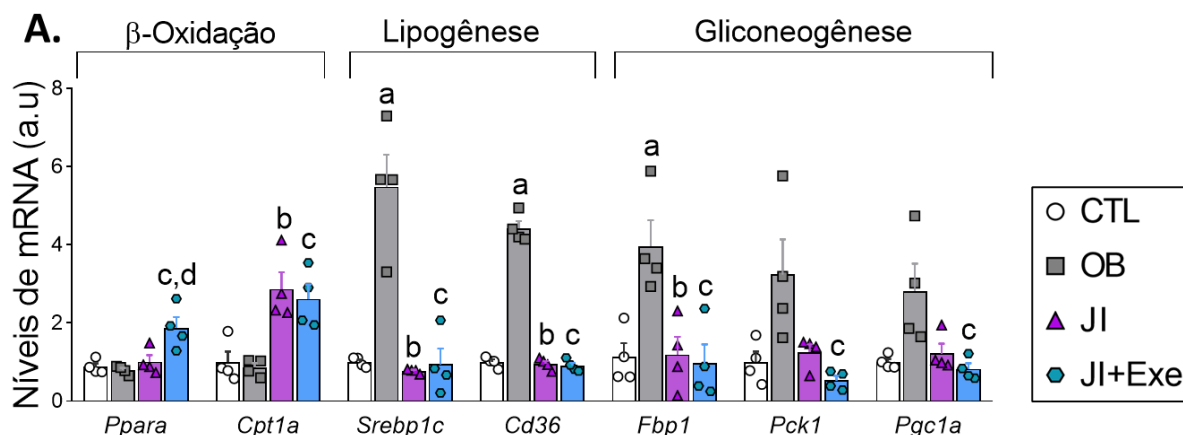 A.
β-Oxidação Lipogênese Gliconeogênese
Níveis de mRNA (a.u)
8
6
4
2
0
c,d
b
c
a
b
c
a
b
c
a
b
c
c
c
Ppara Cpt1a Srebp1c Cd36 Fbp1 Pck1 Pgc1a
CTL
OB
JI
JI+Exe